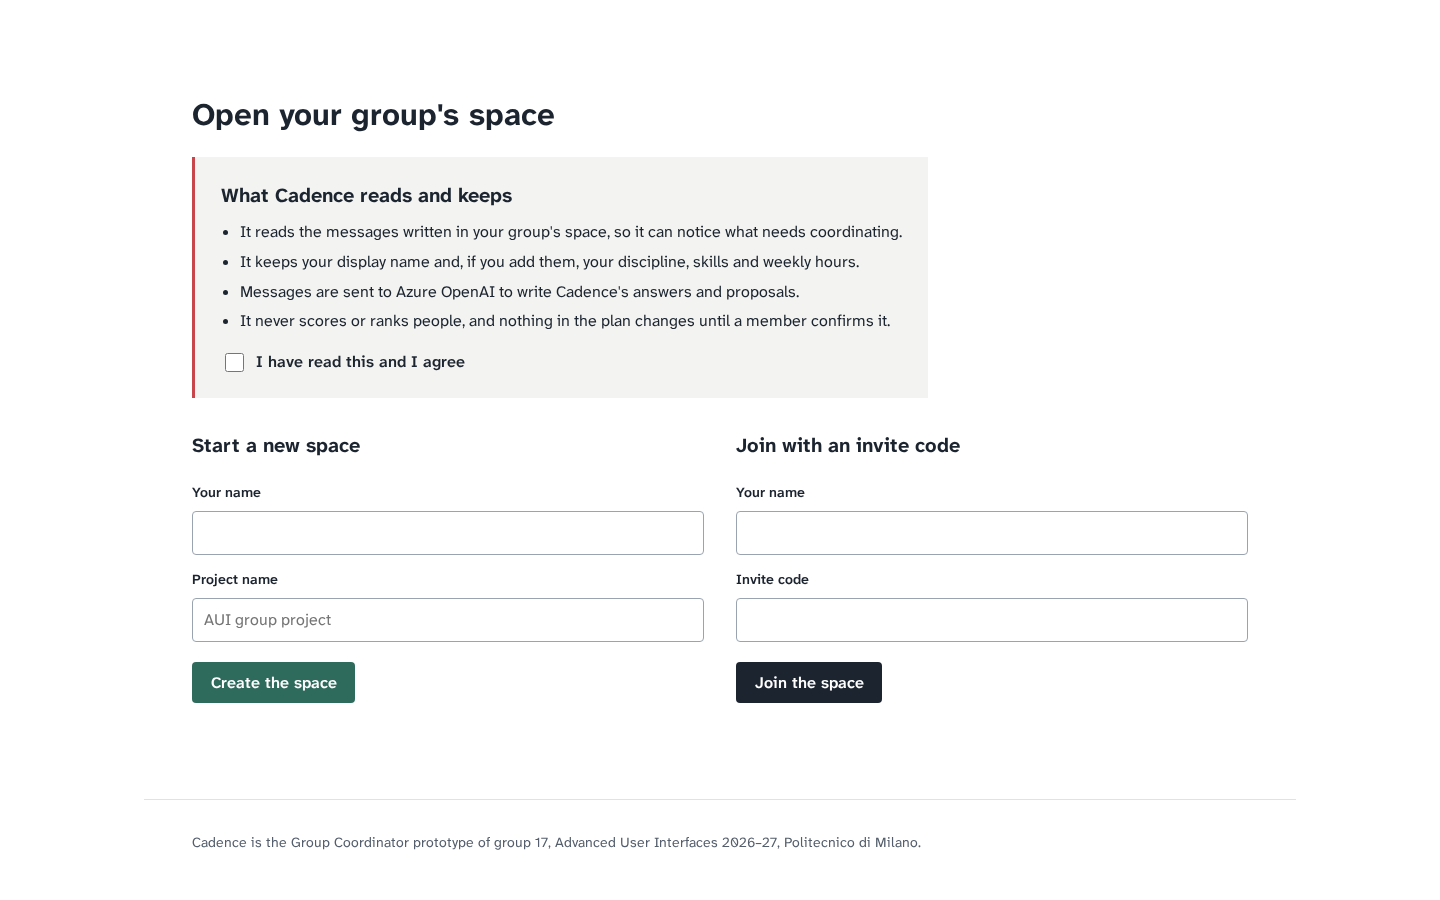 Open your group's space
What Cadence reads and keeps
• It reads the messages written in your group's space, so it can notice what needs coordinating.
• It keeps your display name and, if you add them, your discipline, skills and weekly hours.
• Messages are sent to Azure OpenAI to write Cadence's answers and proposals.
• It never scores or ranks people, and nothing in the plan changes until a member confirms it.
I have read this and I agree
Start a new space
Your name
Project name
AUI group project
Create the space
Join with an invite code
Your name
Invite code
Join the space
Cadence is the Group Coordinator prototype of group 17, Advanced User Interfaces 2026–27, Politecnico di Milano.